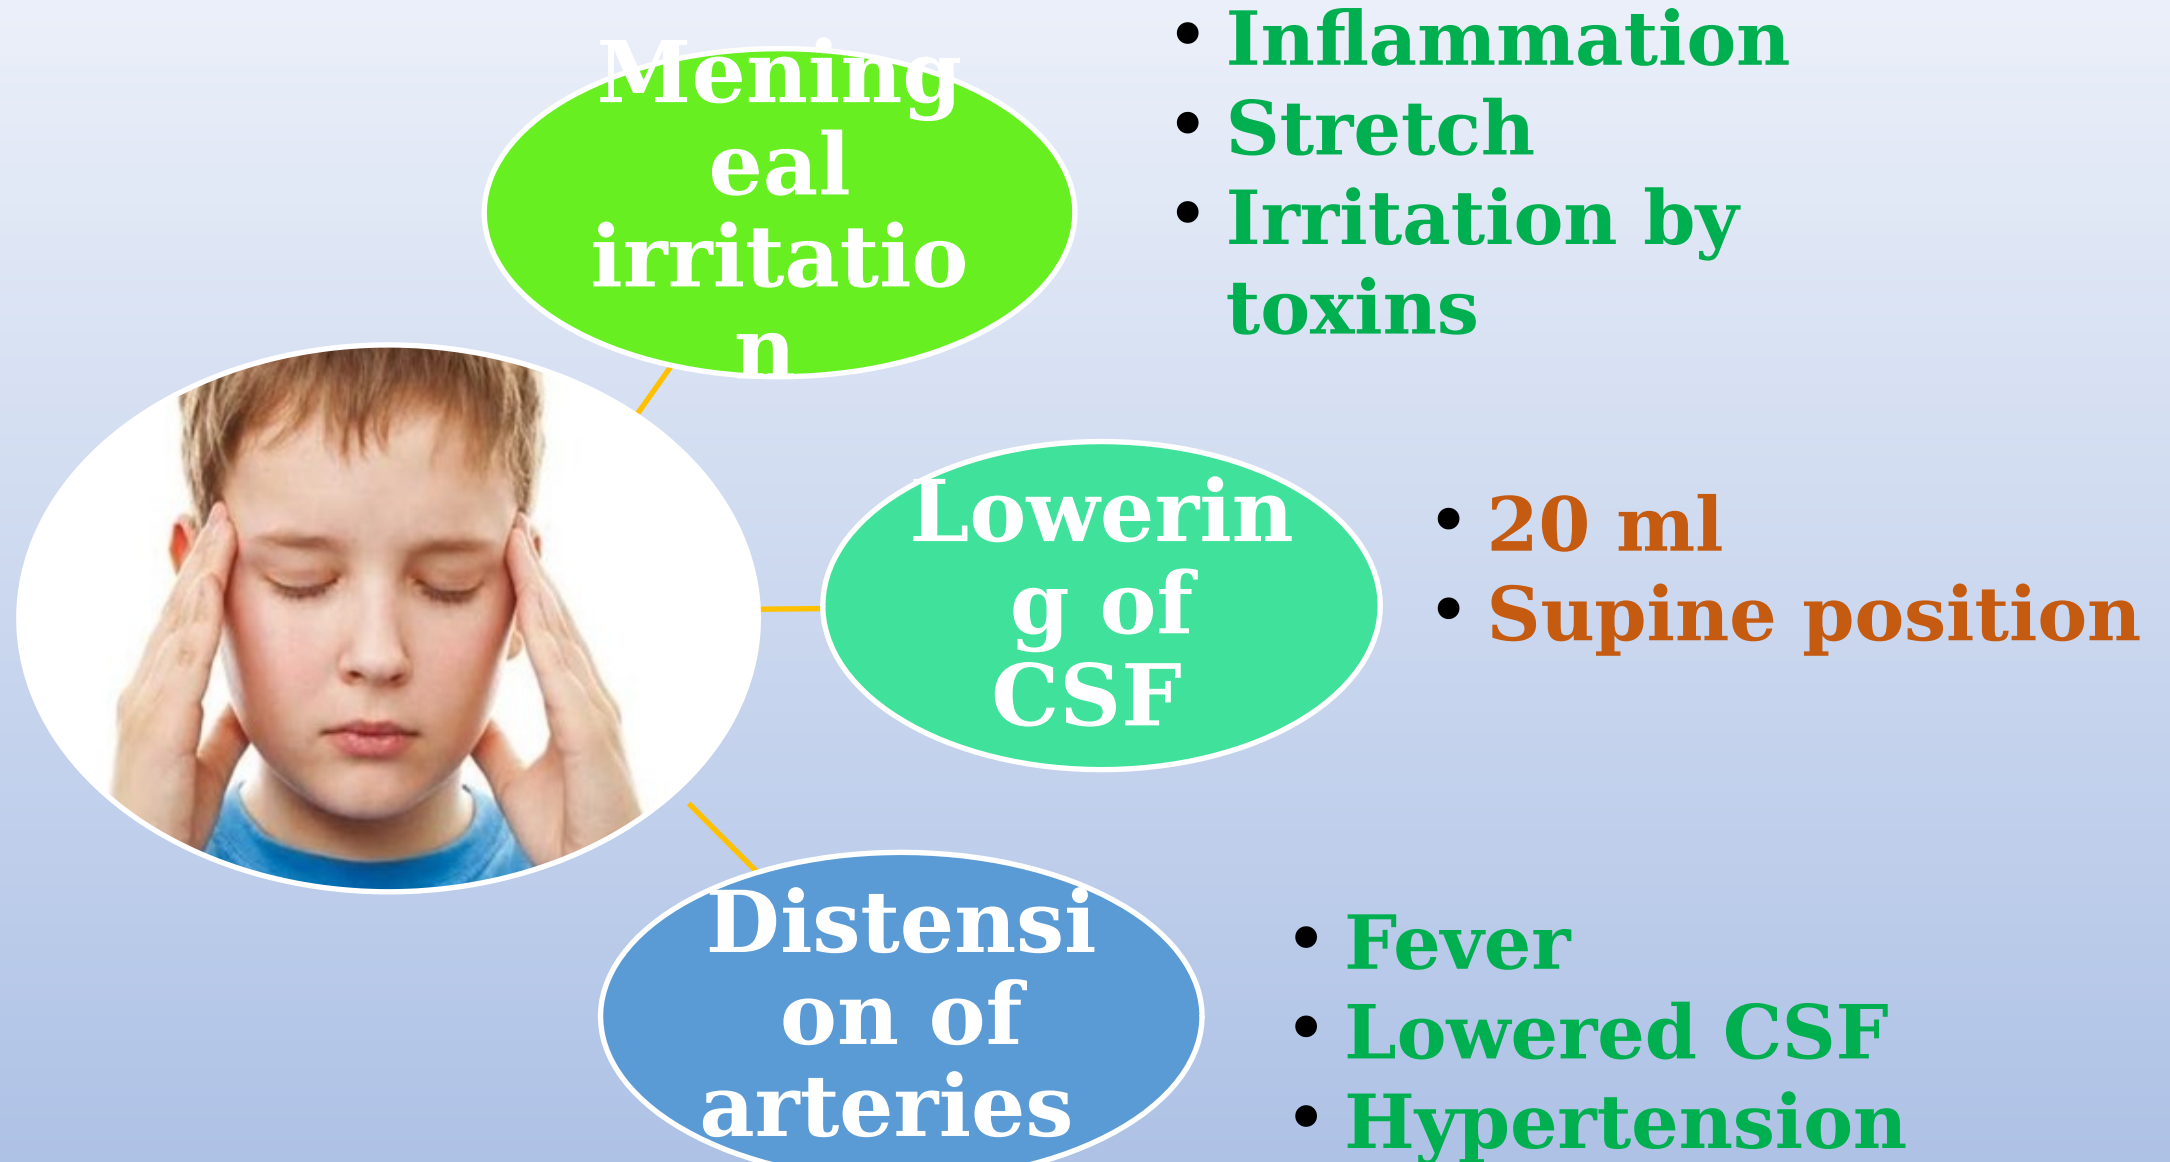 Mening
eal
irritatio
n
• Inflammation
• Stretch
• Irritation by
toxins
Lowerin
g of
CSF
• 20 ml
• Supine position
Distensi
on of
arteries
• Fever
• Lowered CSF
• Hypertension